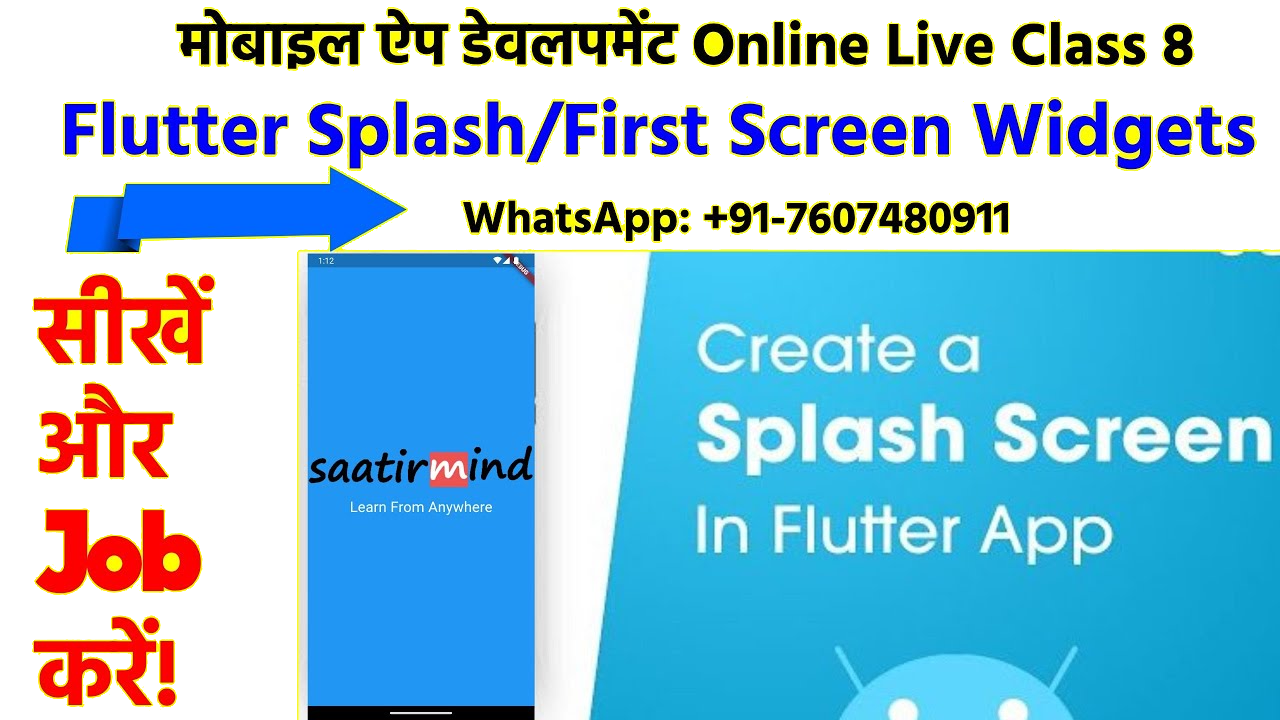 मोबाइल ऐप डेवलपमेंट Online Live Class 8
Flutter Splash/First Screen Widgets
WhatsApp: +91-7607480911
सीखें
और
Job
करें!
1:12
saatirmind
Learn From Anywhere
Create a
Splash Screen
In Flutter App